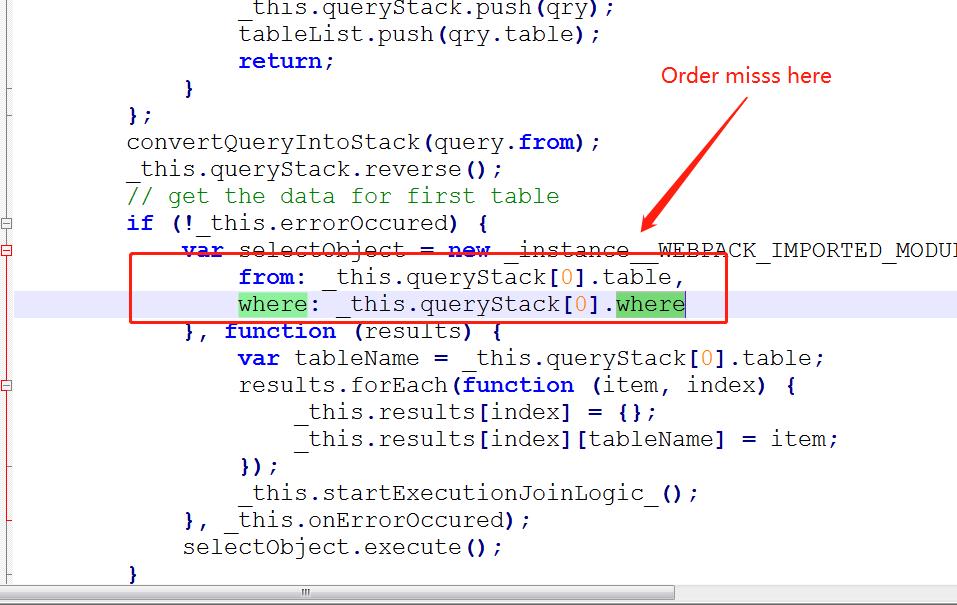 _this.queryStack.push(qry);
tableList.push(qry.table);
return;
}
};
Order misss here
convertQueryIntoStack(query.from);
_this.queryStack.reverse();
// get the data for first table
if (!_this.errorOccured) {
var selectObject = new _instance__WEBPACK_IMPORTED_MODU
from: _this.queryStack[0].table,
where: _this.queryStack[0].where
}, function (results) {
var tableName = _this.queryStack[0].table;
results.forEach(function (item, index) {
_this.results[index] = {};
_this.results[index][tableName] = item;
});
_this.startExecutionJoinLogic_();
}, _this.onErrorOccured);
selectObject.execute();
}